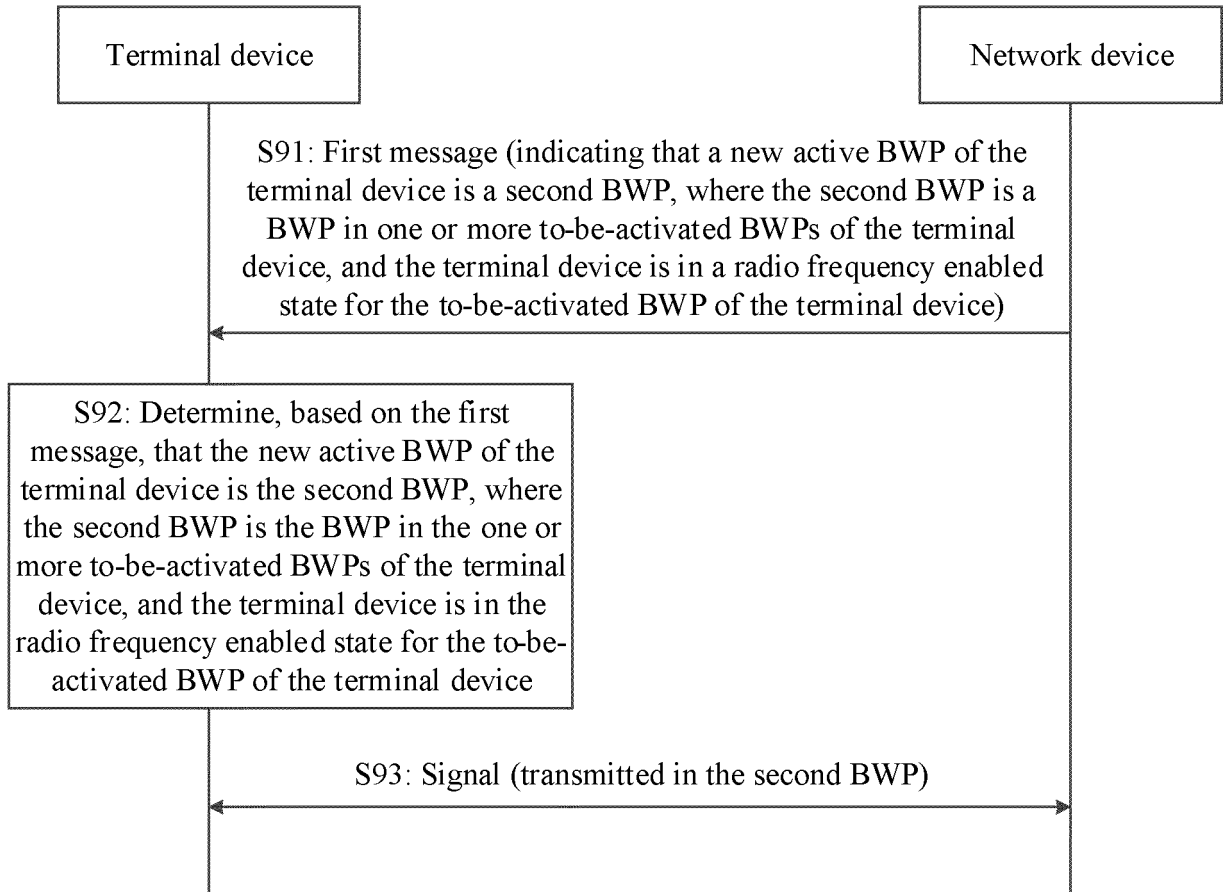 Terminal device
Network device
S91: First message (indicating that a new active BWP of the
terminal device is a second BWP, where the second BWP is a
BWP in one or more to-be-activated BWPs of the terminal
device, and the terminal device is in a radio frequency enabled
state for the to-be-activated BWP of the terminal device)
S92: Determine, based on the first
message, that the new active BWP of the
terminal device is the second BWP, where
the second BWP is the BWP in the one or
more to-be-activated BWPs of the terminal
device, and the terminal device is in the
radio frequency enabled state for the to-be-
activated BWP of the terminal device
S93: Signal (transmitted in the second BWP)